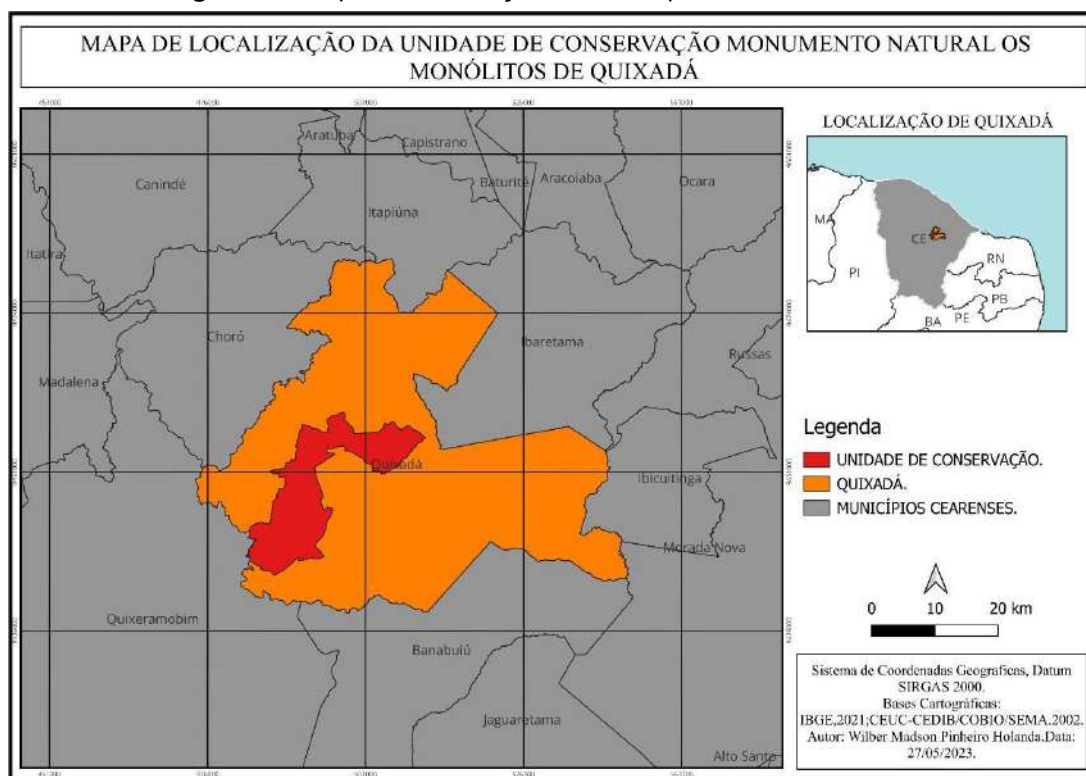 MAPA DE LOCALIZAÇÃO DA UNIDADE DE CONSERVAÇÃO MONUMENTO NATURAL OS
MONÓLITOS DE QUIXADÁ
Aratuba
Capistrano
Canindé
Baturité
Aracoiaba
Ocara
Itapiúna
Itatira
Choró
Ibaretama
Russas
Madalena
Quixadá
Ibicuitinga
Morada Nova
Quixeramobim
Banabuiú
Jaguaretama
Alto Santo
LOCALIZAÇÃO DE QUIXADÁ
MA
CE
PI
RN
PB
PE
BA
Legenda
UNIDADE DE CONSERVAÇÃO.
QUIXADÁ.
MUNICÍPIOS CEARENSES.
0 10 20 km
Sistema de Coordenadas Geograficas, Datum
SIRGAS 2000.
Bases Cartográficas:
IBGE,2021;CEUC-CEDIB/COBIO/SEMA.2002.
Autor: Wilber Madson Pinheiro Holanda.Data:
27/05/2023.